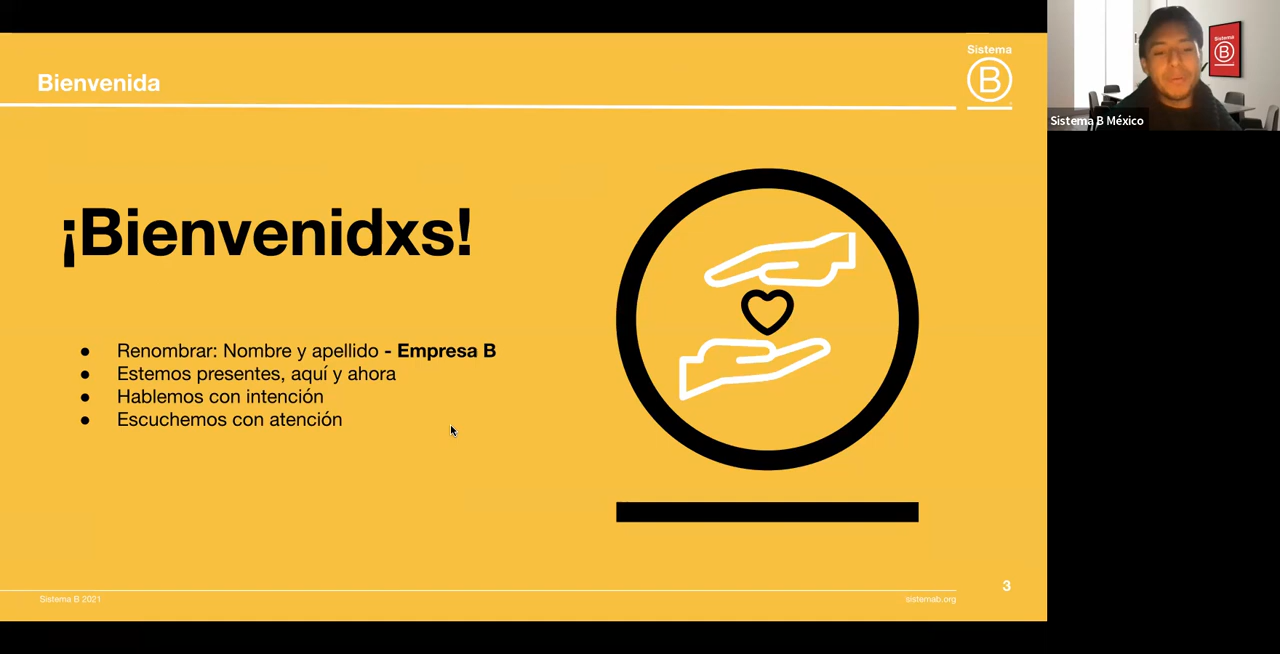 Bienvenida
Sistema
B
¡Bienvenidxs!
● Renombrar: Nombre y apellido - Empresa B
● Estemos presentes, aquí y ahora
● Hablemos con intención
● Escuchemos con atención
3
Sistema B 2021
sistemab.org
Sistema
B
Sistema B México